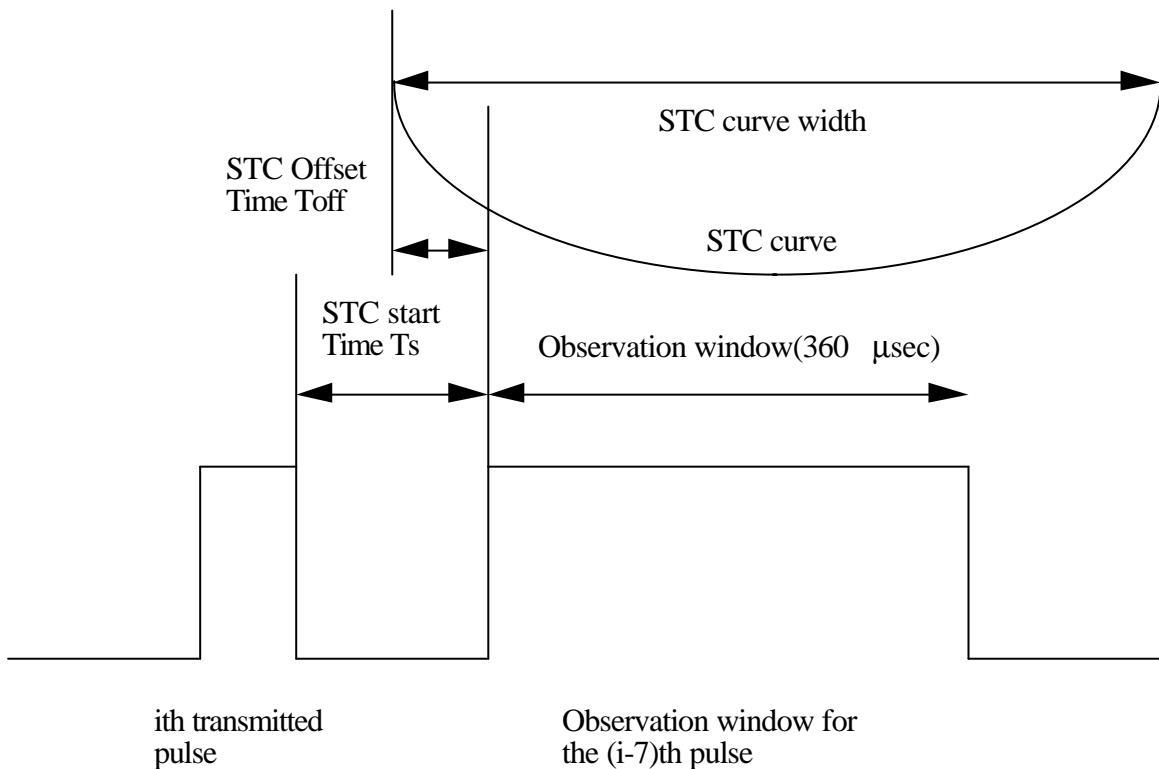 STC curve width
STC Offset
Time Toff
STC curve
STC start
Time Ts
Observation window(360 μsec)
ith transmitted
pulse
Observation window for
the (i-7)th pulse